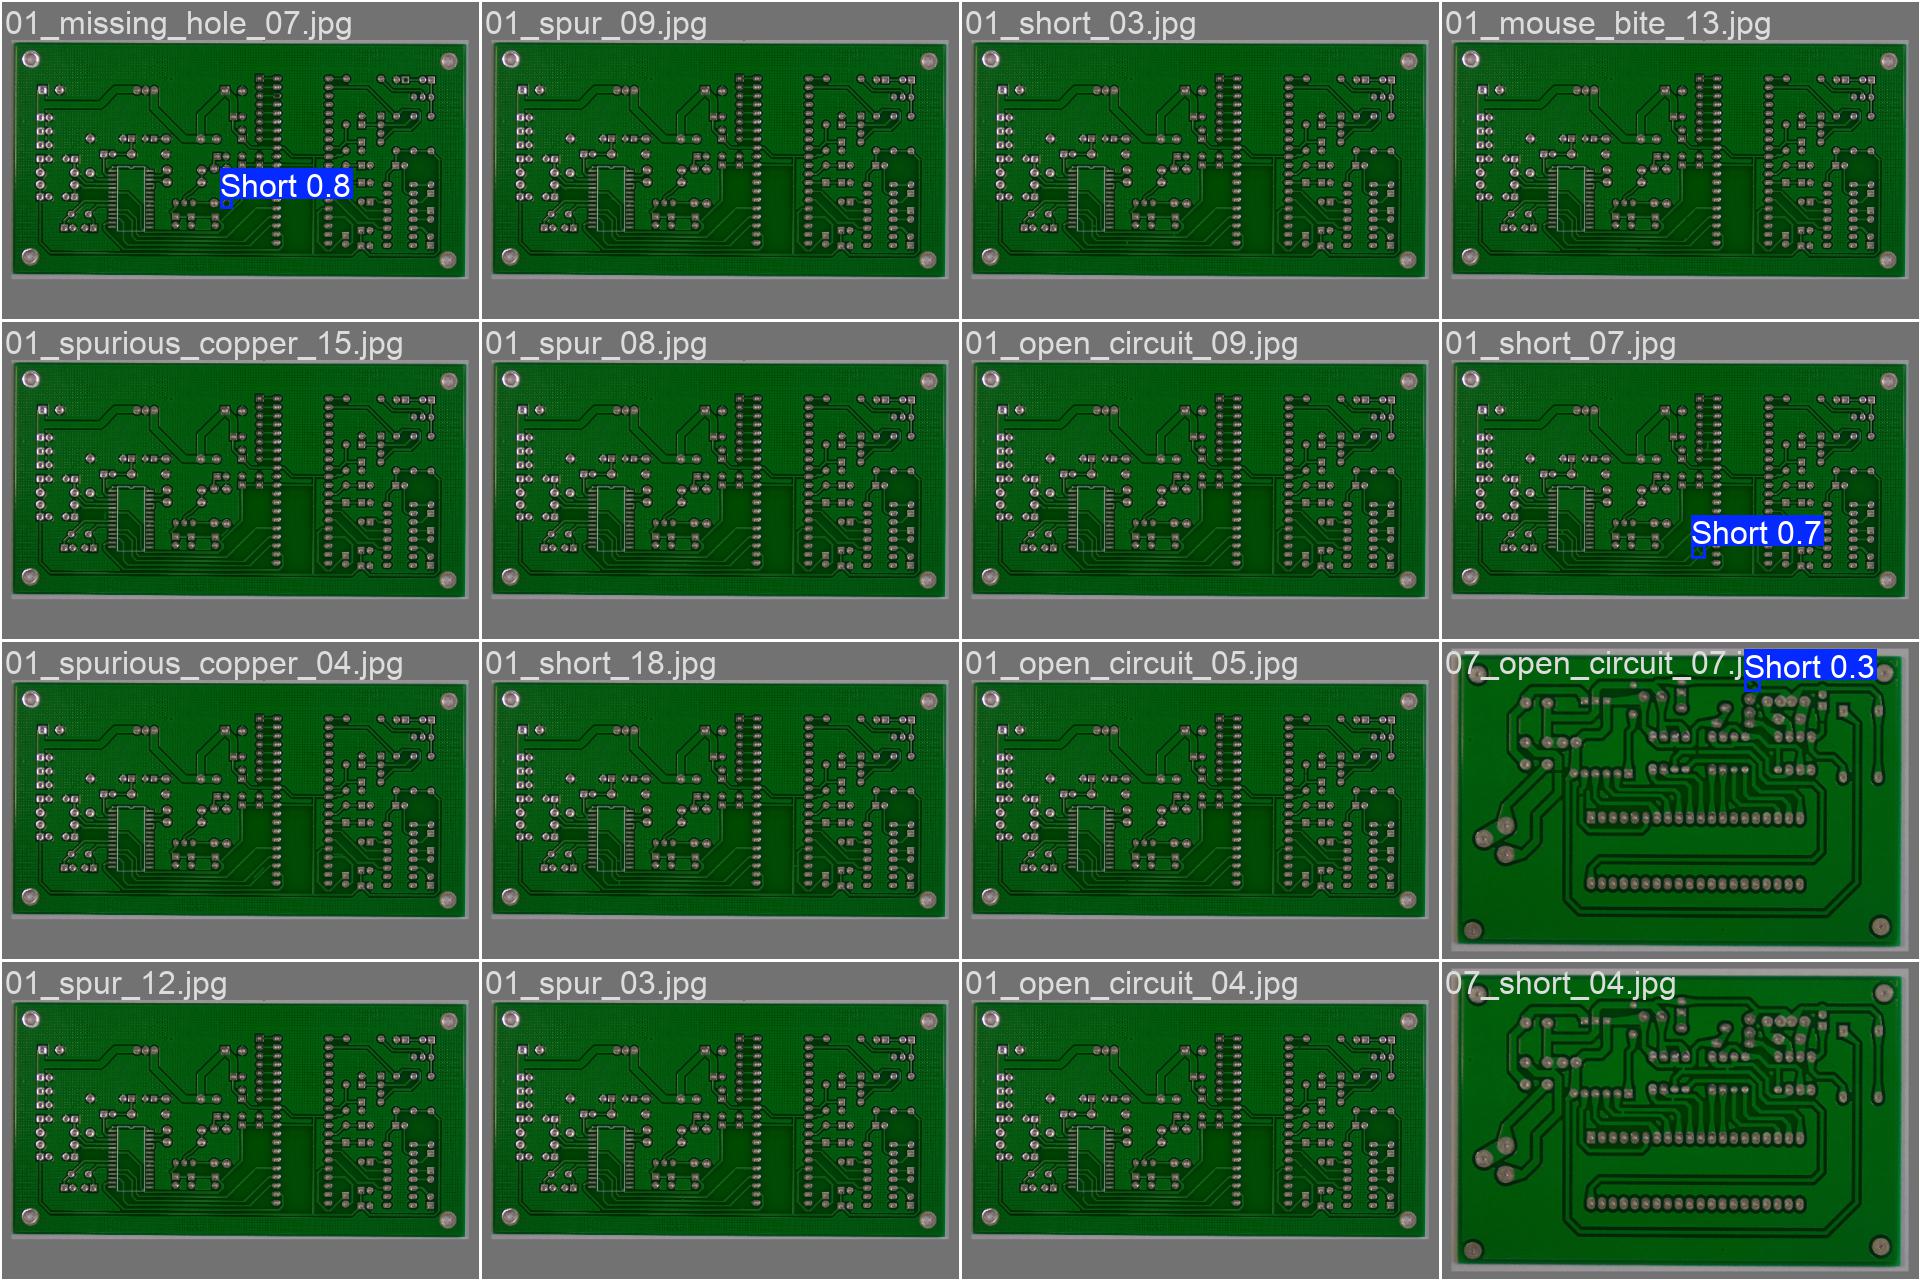 01_missing_hole_07.jpg
01_spur_09.jpg
01_short_03.jpg
01_mouse_bite_13.jpg
Short 0.8
01_spurious_copper_15.jpg
01_spur_08.jpg
01_open_circuit_09.jpg
01_short_07.jpg
Short 0.7
01_spurious_copper_04.jpg
01_short_18.jpg
01_open_circuit_05.jpg
07_open_circuit_07.j
Short 0.3
01_spur_12.jpg
01_spur_03.jpg
01_open_circuit_04.jpg
07_short_04.jpg